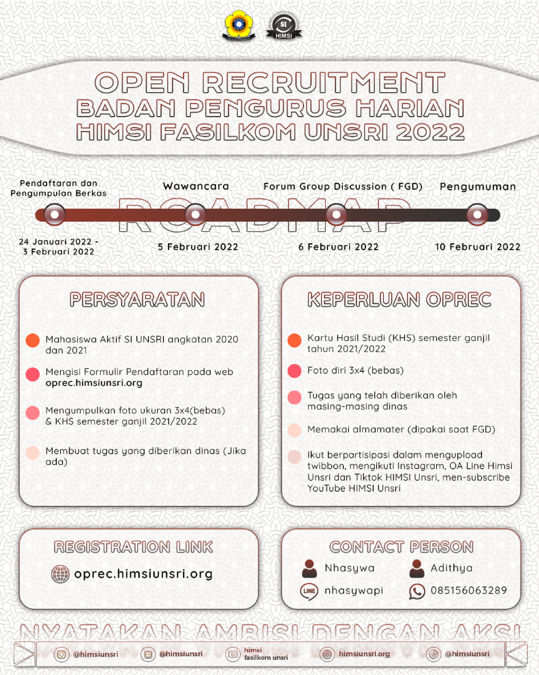 SI
HIMSI
OPEN RECRUITMENT
BADAN PENGURUS HARIAN
HIMSI FASILKOM UNSRI 2022
ROADMAP
Pendaftaran dan
Pengumpulan Berkas
24 Januari 2022 -
3 Februari 2022
Wawancara
5 Februari 2022
Forum Group Discussion ( FGD)
6 Februari 2022
Pengumuman
10 Februari 2022
PERSYARATAN
Mahasiswa Aktif SI UNSRI angkatan 2020
dan 2021
Mengisi Formulir Pendaftaran pada web
oprec.himsiunsri.org
Mengumpulkan foto ukuran 3x4(bebas)
& KHS semester ganjil 2021/2022
Membuat tugas yang diberikan dinas (Jika
ada)
KEPERLUAN OPREC
Kartu Hasil Studi (KHS) semester ganjil
tahun 2021/2022
Foto diri 3x4 (bebas)
Tugas yang telah diberikan oleh
masing-masing dinas
Memakai almamater (dipakai saat FGD)
Ikut berpartisipasi dalam mengupload
twibbon, mengikuti Instagram, OA Line Himsi
Unsri dan Tiktok HIMSI Unsri, men-subscribe
YouTube HIMSI Unsri
REGISTRATION LINK
oprec.himsiunsri.org
CONTACT PERSON
Nhasywa
LINE
nhasywapi
Adithya
085156063289
NYATAKAN AMBISI DENGAN AKSI
@himsiunsri
@himsiunsri
himsi
fasilkom unsri
himsiunsri.org
@himsiunsri